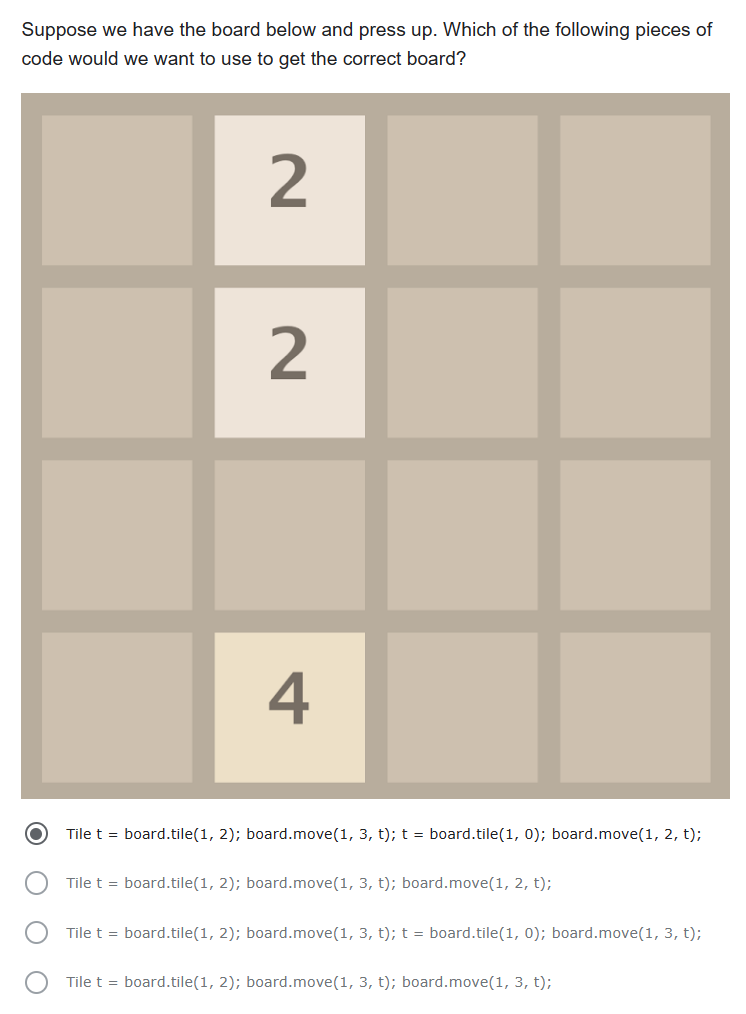 Suppose we have the board below and press up. Which of the following pieces of
code would we want to use to get the correct board?
2
2
4
Tile t = board.tile(1, 2); board.move(1, 3, t); t = board.tile(1, 0); board.move(1, 2, t);
Tile t = board.tile(1, 2); board.move(1, 3, t); board.move(1, 2, t);
Tile t = board.tile(1, 2); board.move(1, 3, t); t = board.tile(1, 0); board.move(1, 3, t);
Tile t = board.tile(1, 2); board.move(1, 3, t); board.move(1, 3, t);